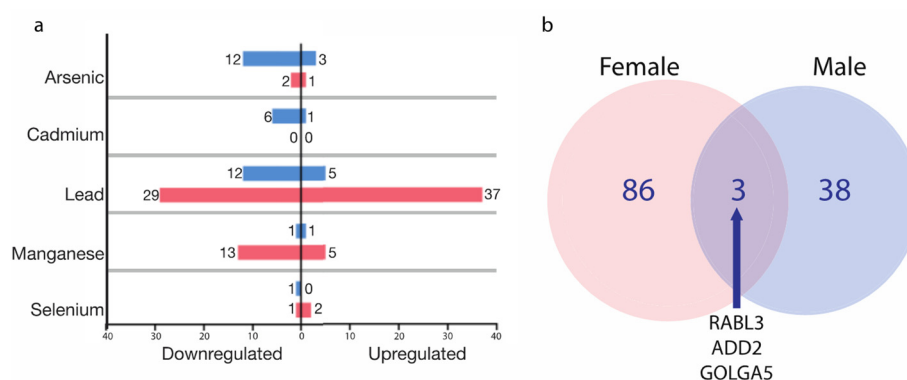 a
Arsenic
12 3
2 1
Cadmium
6 1
0 0
Lead
12 5
29 37
Manganese
1 1
13 5
Selenium
1 0
1 2
40 30 20 10 0 10 20 30 40
Downregulated Upregulated
b
Female Male
86 3 38
RABL3
ADD2
GOLGA5